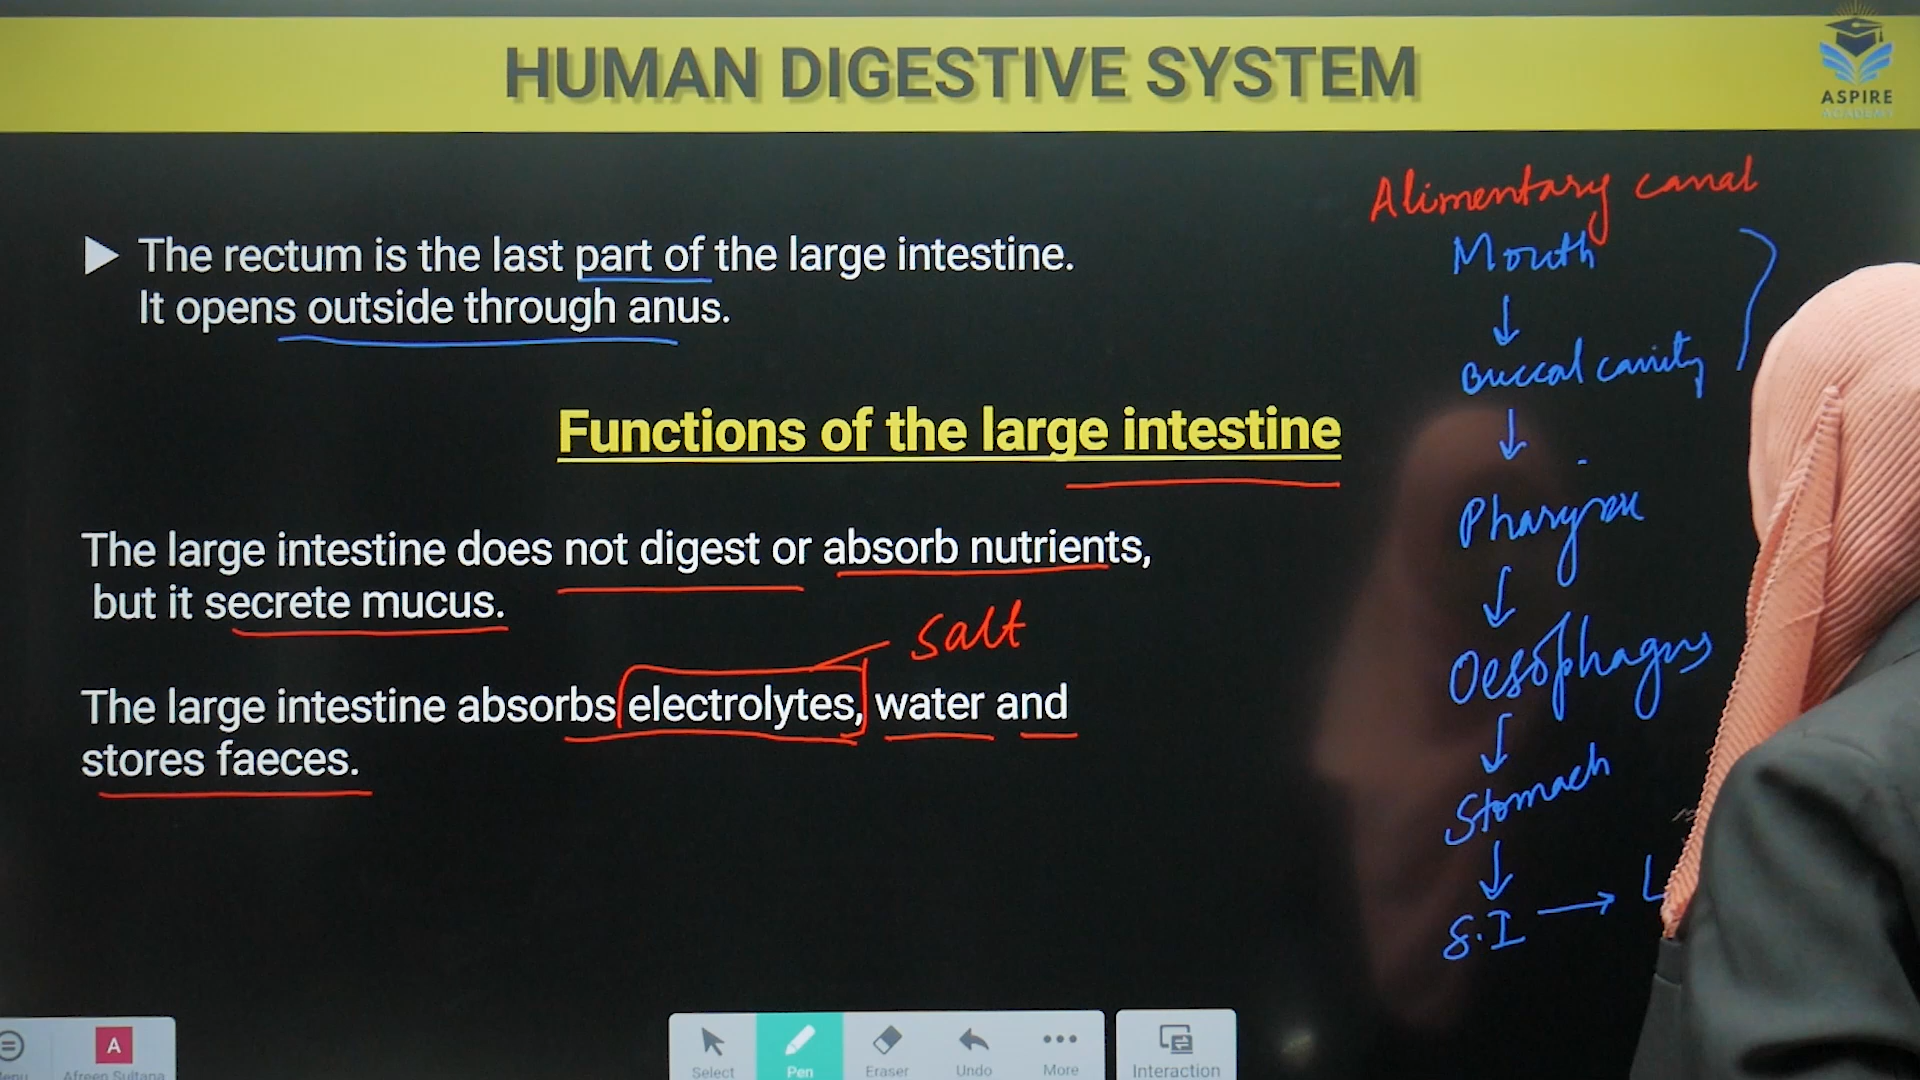 HUMAN DIGESTIVE SYSTEM
ASPIRE
ACADEMY
The rectum is the last part of the large intestine.
It opens outside through anus.
Functions of the large intestine
The large intestine does not digest or absorb nutrients,
but it secrete mucus.
Salt
The large intestine absorbs electrolytes, water and
stores faeces.
Alimentary canal
Mouth
Buccal cavity
Pharynx
Oesophagus
Stomach
S.I → L
A
Afreen Sultana
Select
Pen
Eraser
Undo
More
Interaction